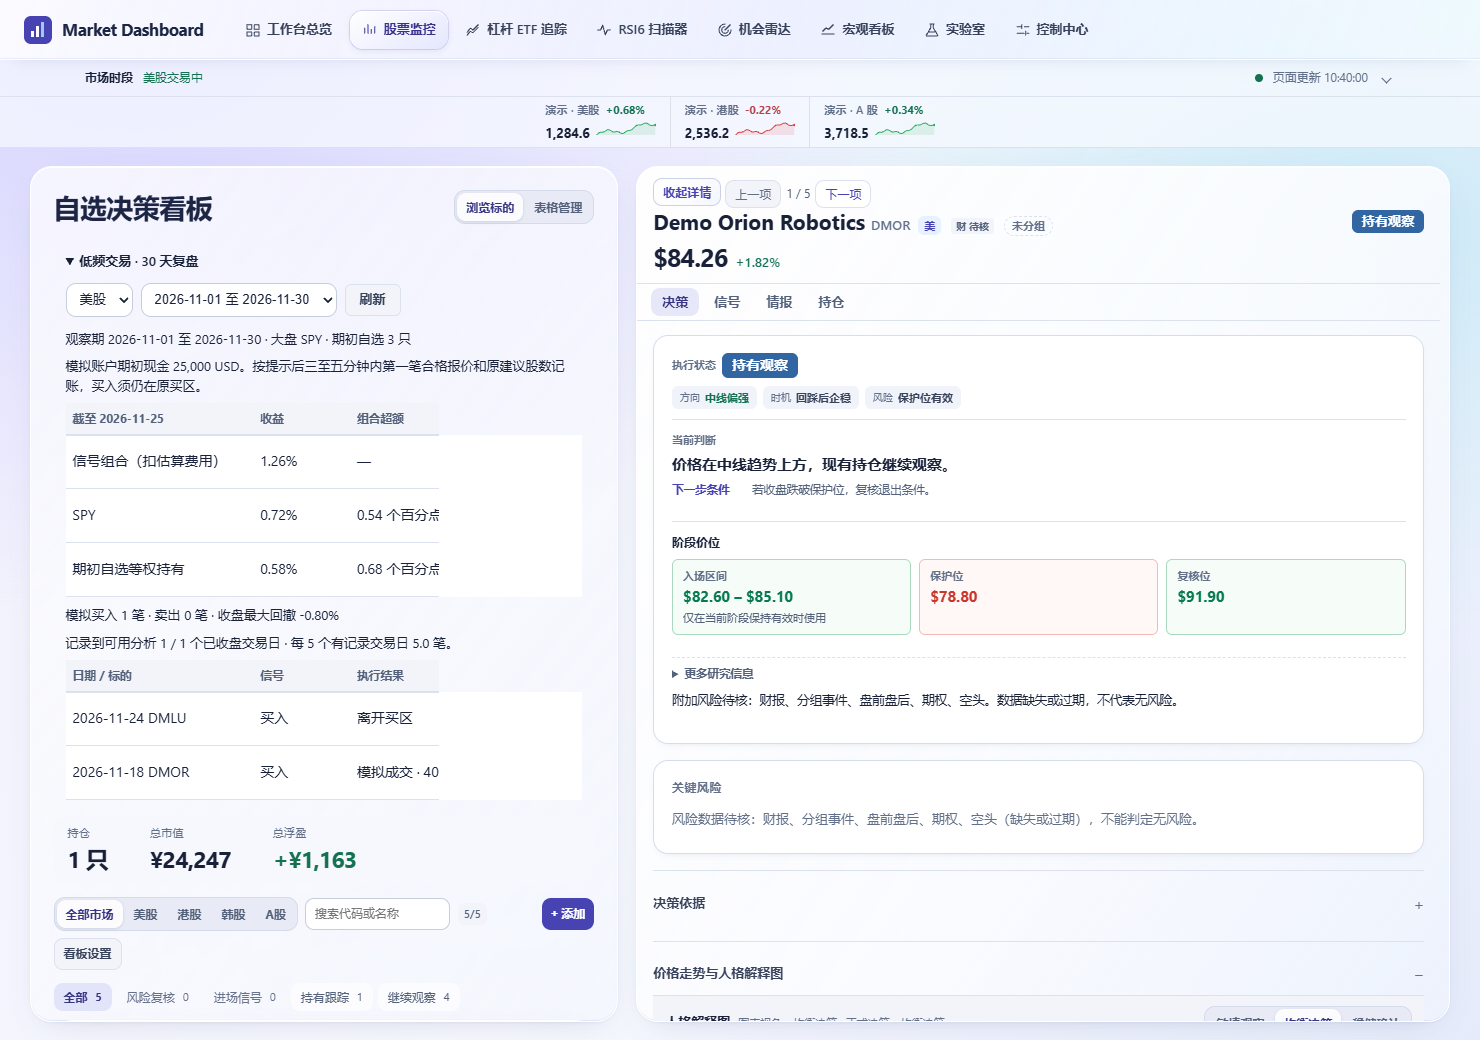 Market Dashboard 工作台总览 股票监控 杠杆 ETF 追踪 RSI6 扫描器 机会雷达 宏观看板 实验室 控制中心
市场时段 美股交易中 页面更新 10:40:00
演示 · 美股 +0.68% 演示 · 港股 -0.22% 演示 · A 股 +0.34%
1,284.6 2,536.2 3,718.5
自选决策看板 浏览标的 表格管理
低频交易 · 30 天复盘
美股 2026-11-01 至 2026-11-30 刷新
观察期 2026-11-01 至 2026-11-30 · 大盘 SPY · 期初自选 3 只
模拟账户期初现金 25,000 USD。按提示后三至五分钟内第一笔合格报价和原建议股数记
账，买入须仍在原买区。
截至 2026-11-25 收益 组合超额
信号组合（扣估算费用） 1.26% —
SPY 0.72% 0.54 个百分点
期初自选等权持有 0.58% 0.68 个百分点
模拟买入 1 笔 · 卖出 0 笔 · 收盘最大回撤 -0.80%
记录到可用分析 1 / 1 个已收盘交易日 · 每 5 个有记录交易日 5.0 笔。
日期 / 标的 信号 执行结果
2026-11-24 DMLU 买入 离开买区
2026-11-18 DMOR 买入 模拟成交 · 40
持仓 总市值 总浮盈
1 只 ¥24,247 +¥1,163
全部市场 美股 港股 韩股 A股 搜索代码或名称 5/5 + 添加
看板设置
全部 5 风险复核 0 进场信号 0 持有跟踪 1 继续观察 4
收起详情 上一项 1 / 5 下一项
Demo Orion Robotics DMOR 美 财 待核 未分组 持有观察
$84.26 +1.82%
决策 信号 情报 持仓
执行状态 持有观察
方向 中线偏强 时机 回踩后企稳 风险 保护位有效
当前判断
价格在中线趋势上方，现有持仓继续观察。
下一步条件 若收盘跌破保护位，复核退出条件。
阶段价位
入场区间 保护位 复核位
$82.60 – $85.10 $78.80 $91.90
仅在当前阶段保持有效时使用
更多研究信息
附加风险待核：财报、分组事件、盘前盘后、期权、空头。数据缺失或过期，不代表无风险。
关键风险
风险数据待核：财报、分组事件、盘前盘后、期权、空头（缺失或过期），不能判定无风险。
决策依据 +
价格走势与人格解释图 –
人格解释图